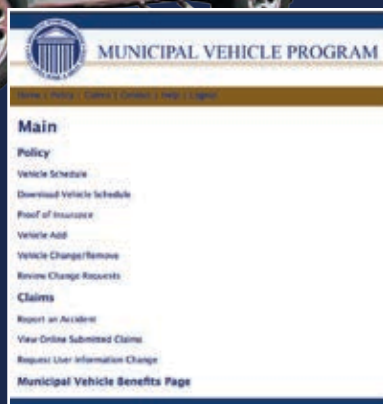 MUNICIPAL VEHICLE PROGRAM
Home | Policy | Claims | Contact | Help | Logout
Main
Policy
Vehicle Schedule
Download Vehicle Schedule
Proof of Insurance
Vehicle Add
Vehicle Change/Remove
Review Change Requests
Claims
Report an Accident
View Online Submitted Claims
Request User Information Change
Municipal Vehicle Benefits Page